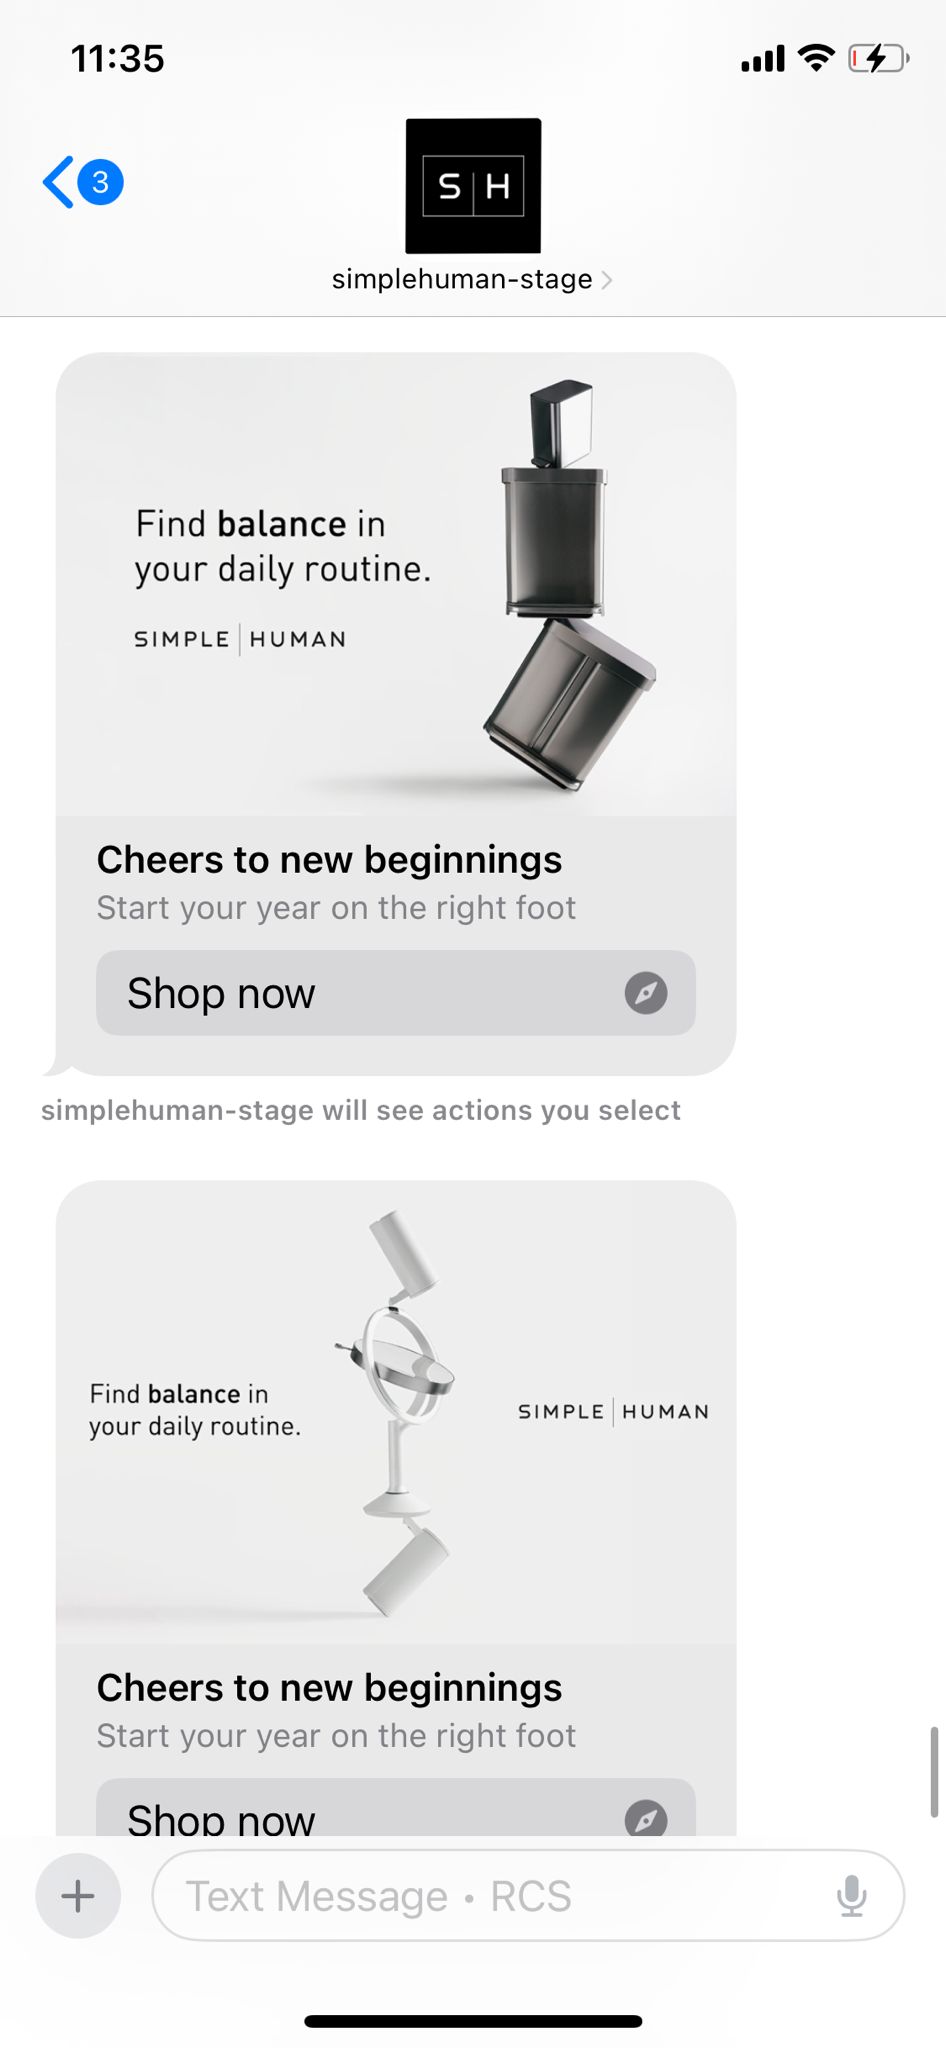 11:35
3
S H
simplehuman-stage
Find balance in
your daily routine.
SIMPLE HUMAN
Cheers to new beginnings
Start your year on the right foot
Shop now
simplehuman-stage will see actions you select
Find balance in
your daily routine.
SIMPLE HUMAN
Cheers to new beginnings
Start your year on the right foot
Shop now
Text Message • RCS